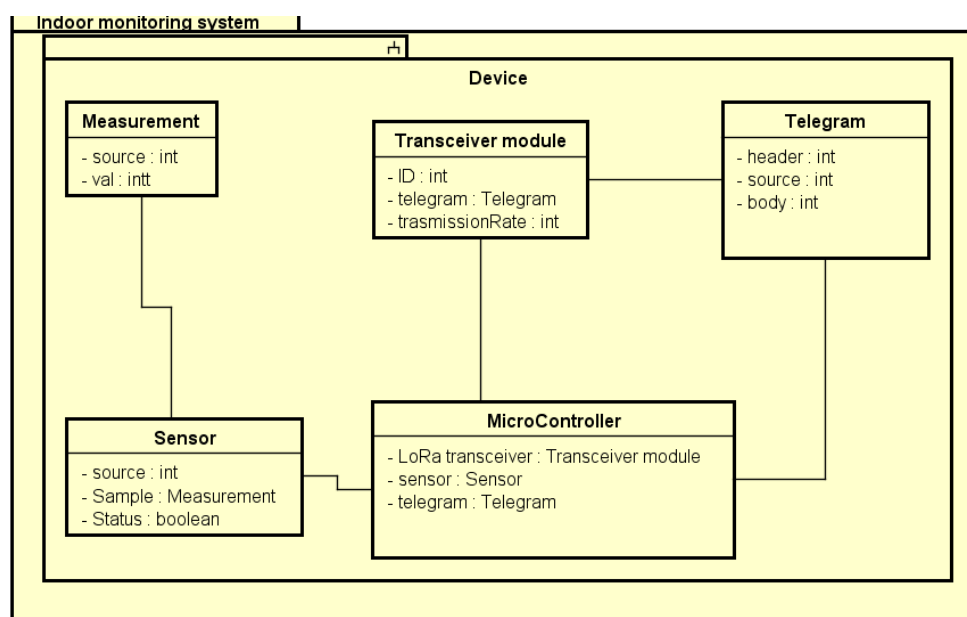 Indoor monitoring system
Device
Measurement
- source : int
- val : intt
Transceiver module
- ID : int
- telegram : Telegram
- trasmissionRate : int
Telegram
- header : int
- source : int
- body : int
Sensor
- source : int
- Sample : Measurement
- Status : boolean
MicroController
- LoRa transceiver : Transceiver module
- sensor : Sensor
- telegram : Telegram